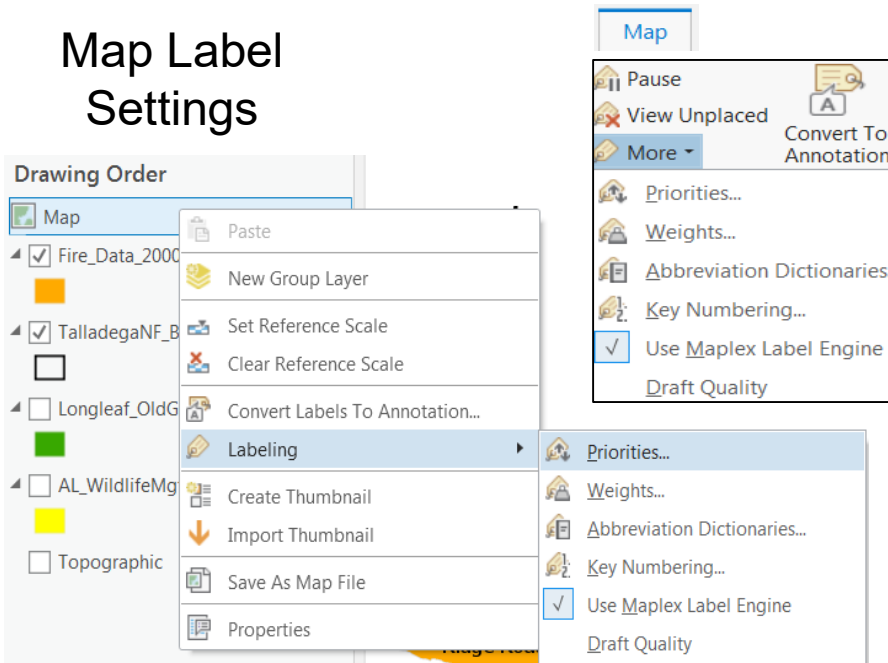 Map Label
Settings
Map
Pause
View Unplaced
More
Convert To
Annotation
Priorities...
Weights...
Abbreviation Dictionaries
Key Numbering...
Use Maplex Label Engine
Draft Quality
Drawing Order
Map
Fire_Data_2000
TalladegaNF_B
Longleaf_OldG
AL_WildlifeMg
Topographic
Paste
New Group Layer
Set Reference Scale
Clear Reference Scale
Convert Labels To Annotation...
Labeling
Create Thumbnail
Import Thumbnail
Save As Map File
Properties
Priorities...
Weights...
Abbreviation Dictionaries...
Key Numbering...
Use Maplex Label Engine
Draft Quality